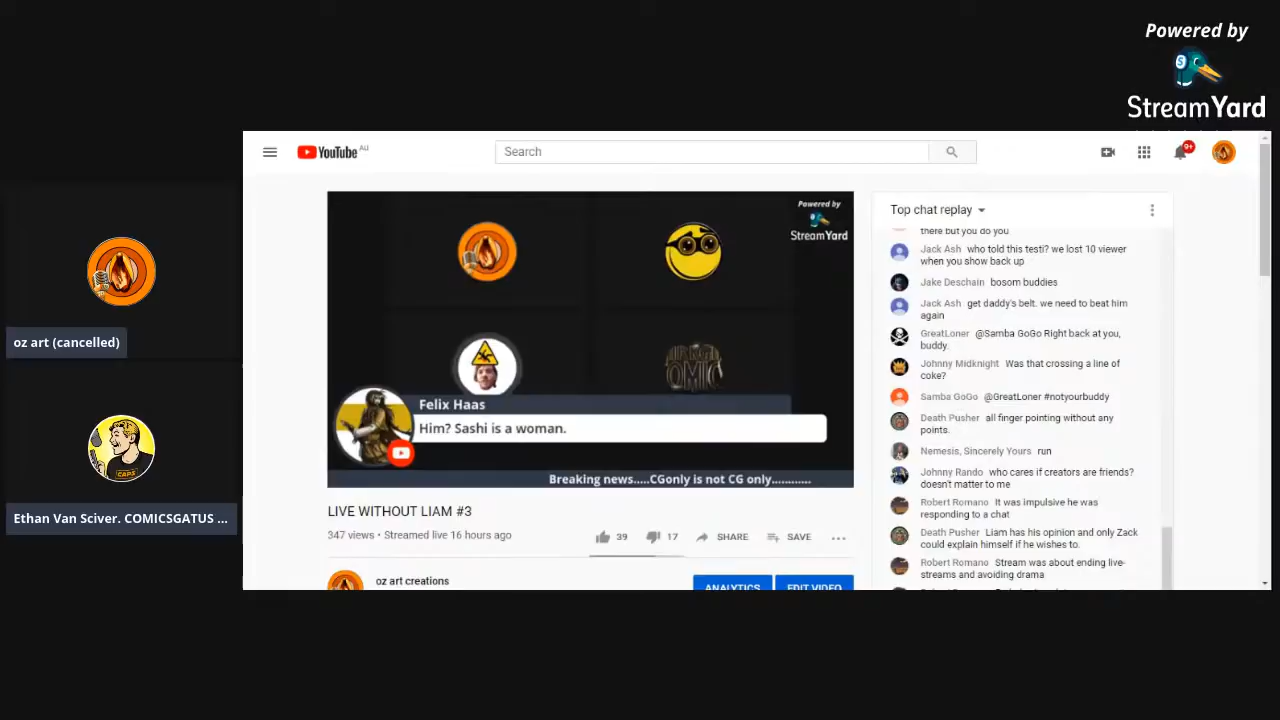 Powered by
StreamYard
YouTube AU
Search
9+
Powered by
StreamYard
Felix Haas
Him? Sashi is a woman.
Breaking news.....CGonly is not CG only...........
LIVE WITHOUT LIAM #3
347 views • Streamed live 16 hours ago
39
17
SHARE
SAVE
oz art creations
ANALYTICS
EDIT VIDEO
Top chat replay
there but you do you
Jack Ash who told this testi? we lost 10 viewer
when you show back up
Jake Deschain bosom buddies
Jack Ash get daddy's belt. we need to beat him
again
GreatLoner @Samba GoGo Right back at you,
buddy.
Johnny Midknight Was that crossing a line of
coke?
Samba GoGo @GreatLoner #notyourbuddy
Death Pusher all finger pointing without any
points.
Nemesis, Sincerely Yours run
Johnny Rando who cares if creators are friends?
doesn't matter to me
Robert Romano It was impulsive he was
responding to a chat
Death Pusher Liam has his opinion and only Zack
could explain himself if he wishes to.
Robert Romano Stream was about ending live-
streams and avoiding drama
oz art (cancelled)
CAPS
Ethan Van Sciver. COMICSGATUS ...